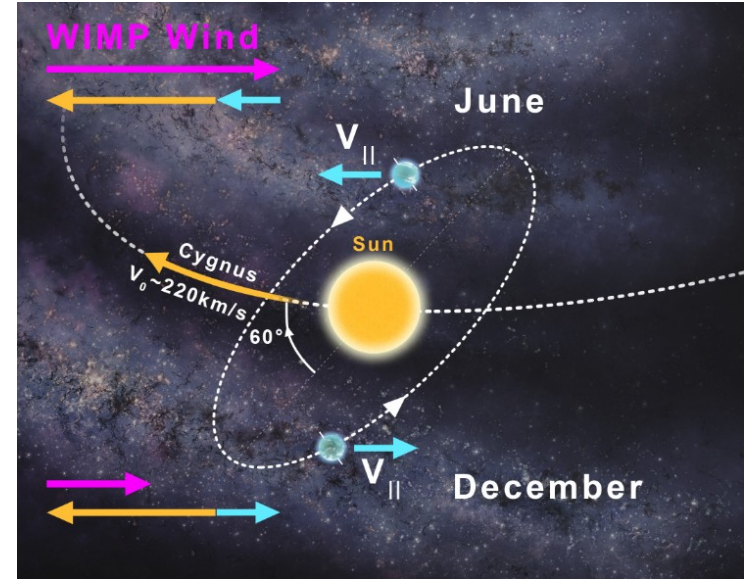 WIMP Wind
June
V||
Sun
Cygnus
V₀~220km/s
60°
V||
December